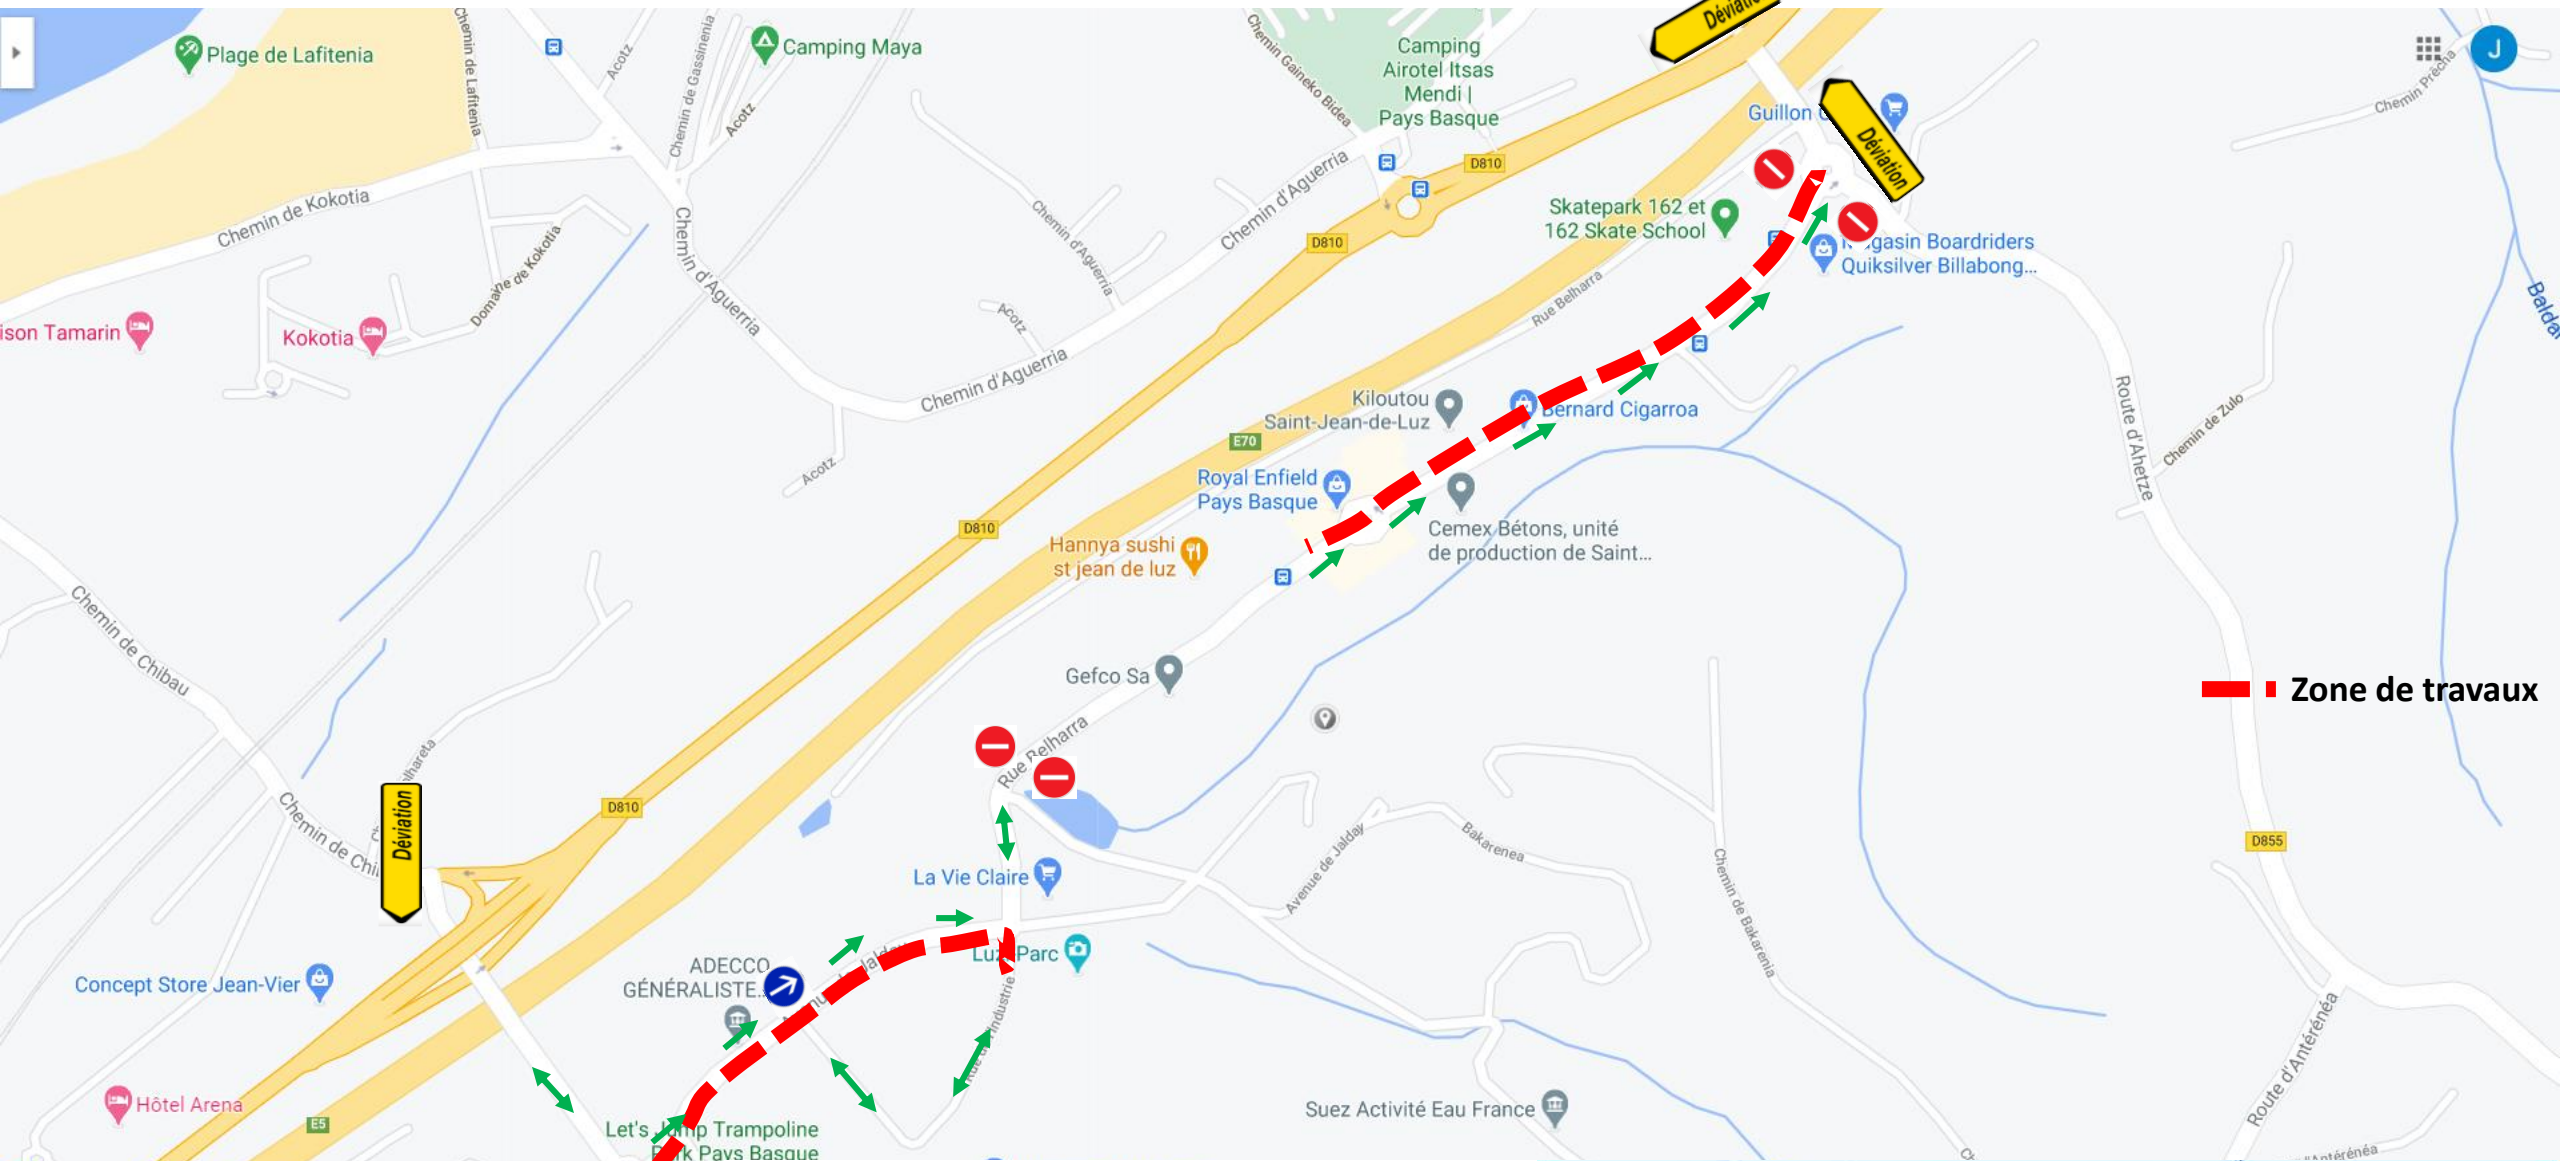 Plage de Lafitenia
Chemin de Lafitenia
Acotz
Chemin de Gassinenia
Acotz
Camping Maya
Chemin Gaineko Bidea
Camping
Airotel Itsas
Mendi |
Pays Basque
Déviation
J
Chemin Prêcha
Guillon
Déviation
D810
Chemin de Kokotia
Chemin d'Aguerria
Chemin d'Aguerria
Chemin d'Aguerria
Skatepark 162 et
162 Skate School
D810
Magasin Boardriders
Quiksilver Billabong...
Domaine de Kokotia
ison Tamarin
Kokotia
Acotz
Rue Belharra
Chemin d'Aguerria
Kiloutou
Saint-Jean-de-Luz
Bernard Cigarroa
Route d'Ahetze
Chemin de Zulo
E70
Acotz
Royal Enfield
Pays Basque
D810
Hannya sushi
st jean de luz
Cemex Bétons, unité
de production de Saint...
Chemin de Chibau
Gefco Sa
Zone de travaux
Rue Belharra
Déviation
Chemin de Chi
D810
La Vie Claire
Avenue de Jalday
Bakarenea
Chemin de Bakarenia
D855
ADECCO
GÉNÉRALISTE...
Luz Parc
Concept Store Jean-Vier
Industrie
Hôtel Arena
E5
Let's Jump Trampoline
Park Pays Basque
Suez Activité Eau France
Route d'Antérénéa